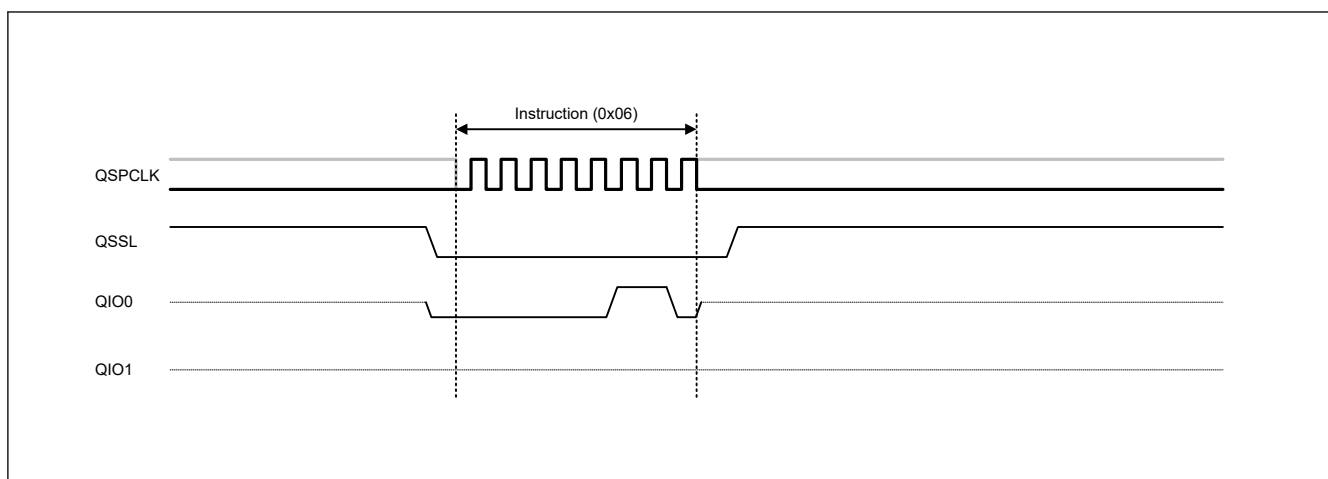 Instruction (0x06)
QSPCLK
QSSL
QIO0
QIO1